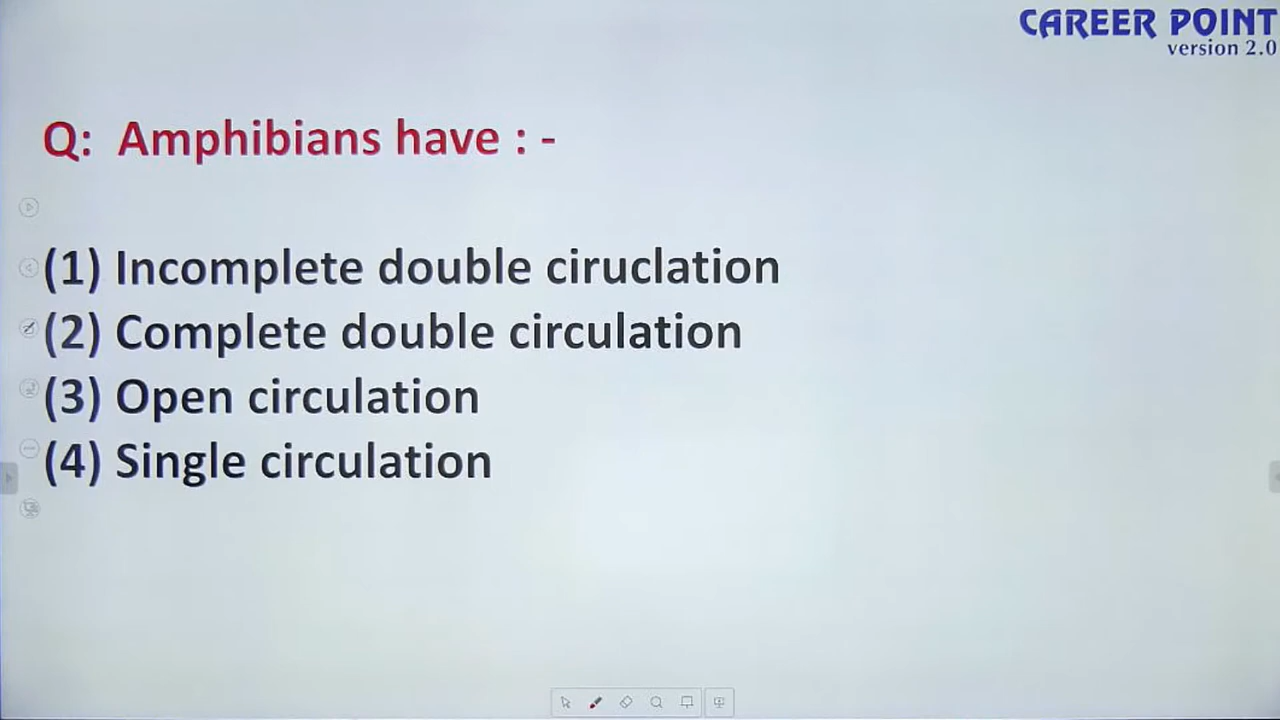 CAREER POINT
version 2.0
Q: Amphibians have : -
(1) Incomplete double ciruclation
(2) Complete double circulation
(3) Open circulation
(4) Single circulation